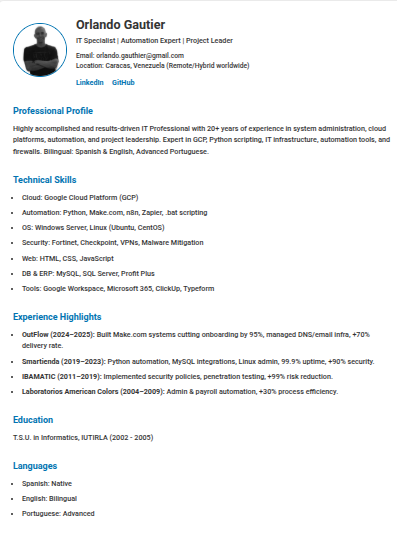 Orlando Gautier
IT Specialist | Automation Expert | Project Leader
Email: orlando.gauthier@gmail.com
Location: Caracas, Venezuela (Remote/Hybrid worldwide)
LinkedIn GitHub
Professional Profile
Highly accomplished and results-driven IT Professional with 20+ years of experience in system administration, cloud
platforms, automation, and project leadership. Expert in GCP, Python scripting, IT infrastructure, automation tools, and
firewalls. Bilingual: Spanish & English, Advanced Portuguese.
Technical Skills
• Cloud: Google Cloud Platform (GCP)
• Automation: Python, Make.com, n8n, Zapier, .bat scripting
• OS: Windows Server, Linux (Ubuntu, CentOS)
• Security: Fortinet, Checkpoint, VPNs, Malware Mitigation
• Web: HTML, CSS, JavaScript
• DB & ERP: MySQL, SQL Server, Profit Plus
• Tools: Google Workspace, Microsoft 365, ClickUp, Typeform
Experience Highlights
• OutFlow (2024–2025): Built Make.com systems cutting onboarding by 95%, managed DNS/email infra, +70%
delivery rate.
• Smartienda (2019–2023): Python automation, MySQL integrations, Linux admin, 99.9% uptime, +90% security.
• IBAMATIC (2011–2019): Implemented security policies, penetration testing, +99% risk reduction.
• Laboratorios American Colors (2004–2009): Admin & payroll automation, +30% process efficiency.
Education
T.S.U. in Informatics, IUTIRLA (2002 - 2005)
Languages
• Spanish: Native
• English: Bilingual
• Portuguese: Advanced